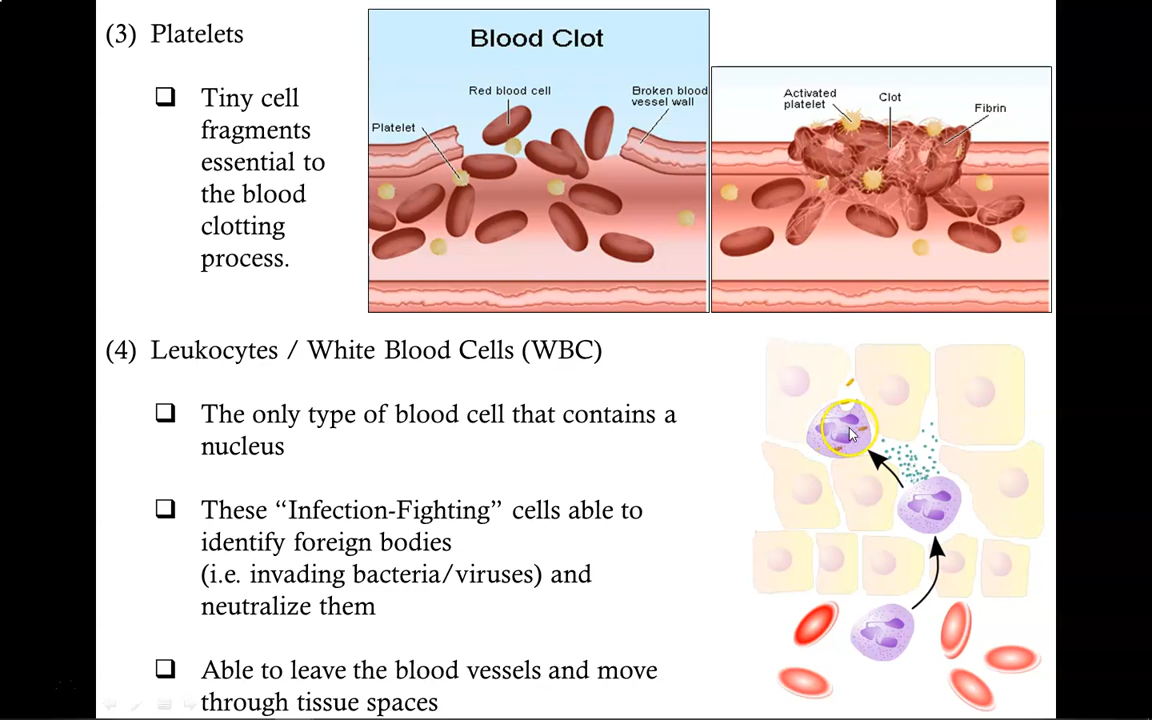 (3) Platelets
❑ Tiny cell
fragments
essential to
the blood
clotting
process.
Blood Clot
Red blood cell
Broken blood
vessel wall
Platelet
Activated
platelet
Clot
Fibrin
(4) Leukocytes / White Blood Cells (WBC)
❑ The only type of blood cell that contains a
nucleus
❑ These “Infection-Fighting” cells able to
identify foreign bodies
(i.e. invading bacteria/viruses) and
neutralize them
❑ Able to leave the blood vessels and move
through tissue spaces